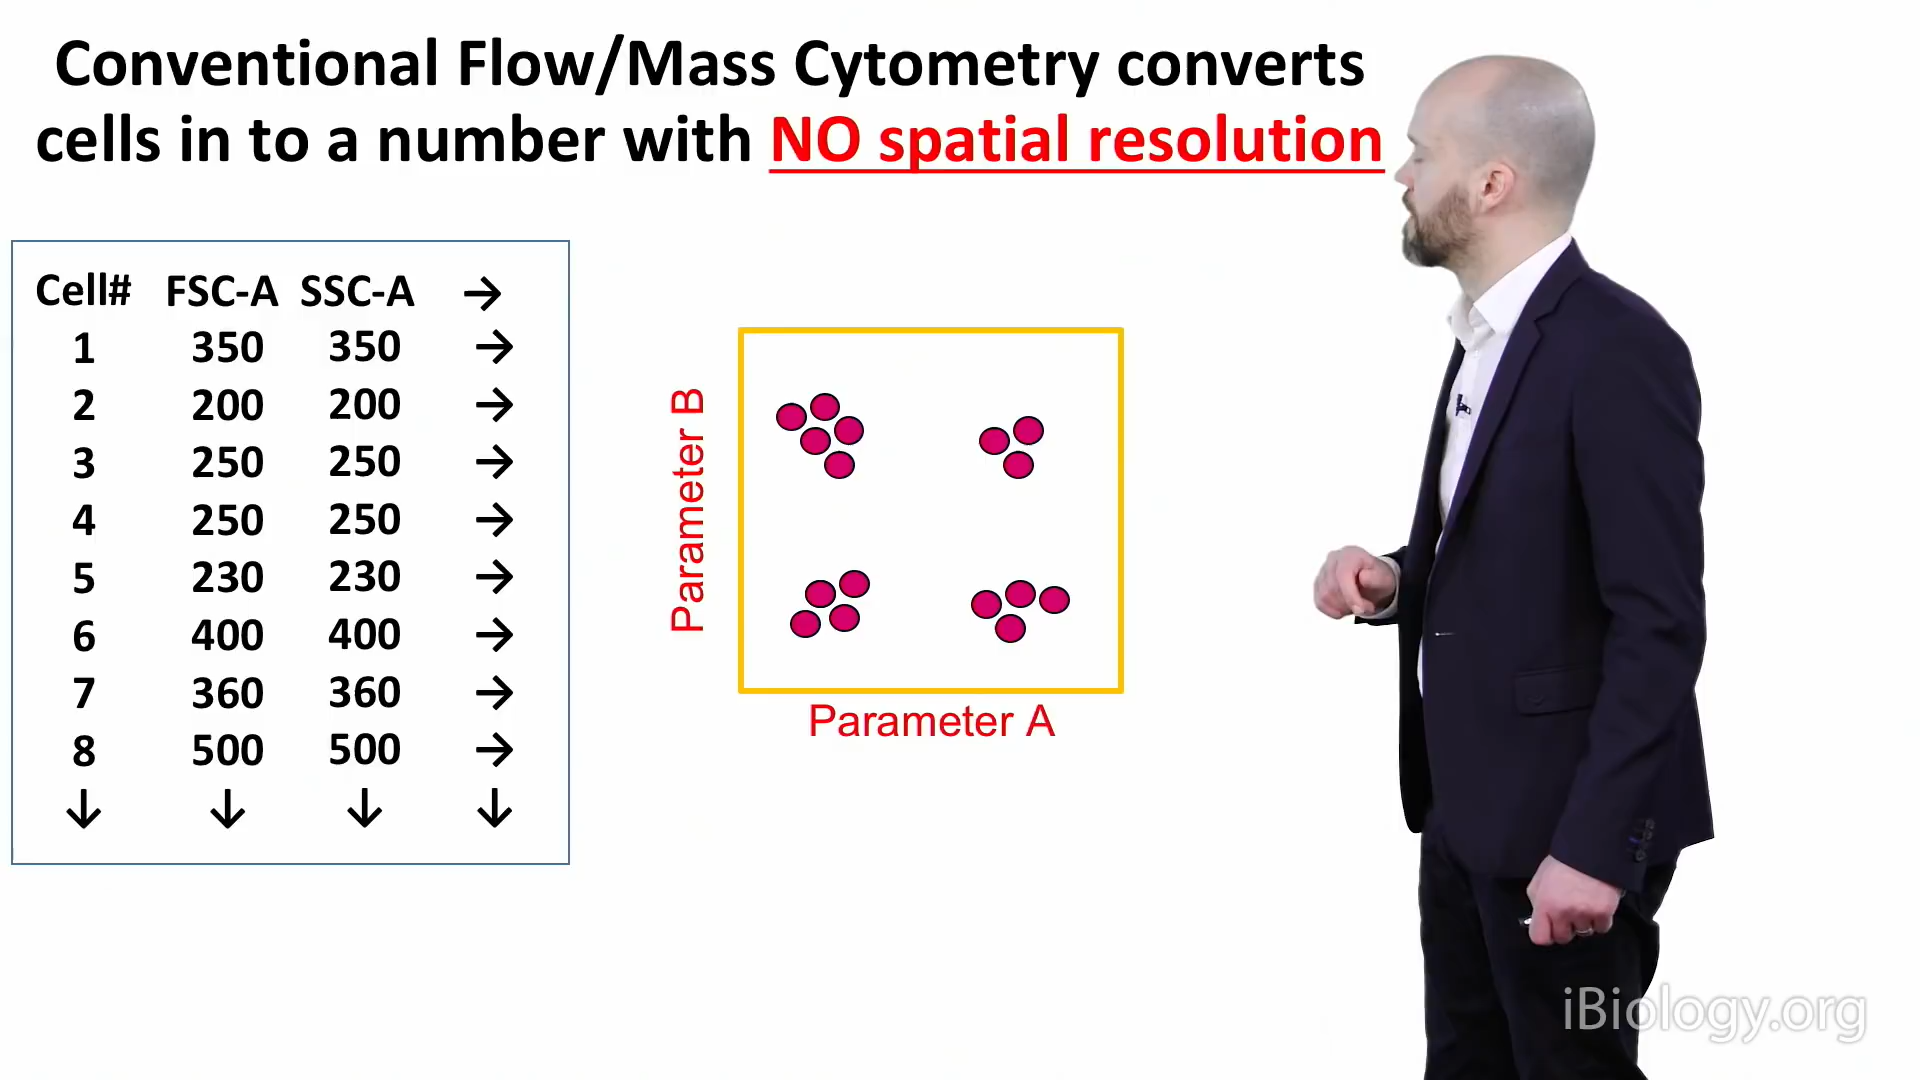 Conventional Flow/Mass Cytometry converts
cells in to a number with NO spatial resolution
Cell# FSC-A SSC-A →
1 350 350 →
2 200 200 →
3 250 250 →
4 250 250 →
5 230 230 →
6 400 400 →
7 360 360 →
8 500 500 →
↓ ↓ ↓ ↓
Parameter B
Parameter A
iBiology.org